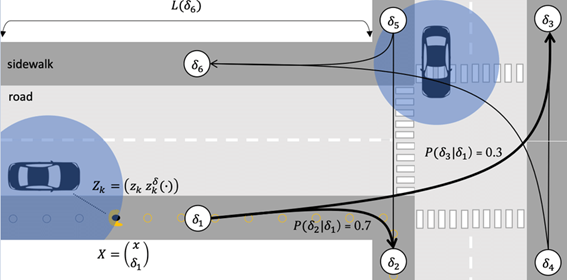 L(δ₆)
δ₅
δ₃
sidewalk
δ₆
road
P(δ₃|δ₁) = 0.3
Zₖ = (zₖ zₖᵟ(·))
δ₁
P(δ₂|δ₁) = 0.7
X = (x δ₁)
δ₂
δ₄